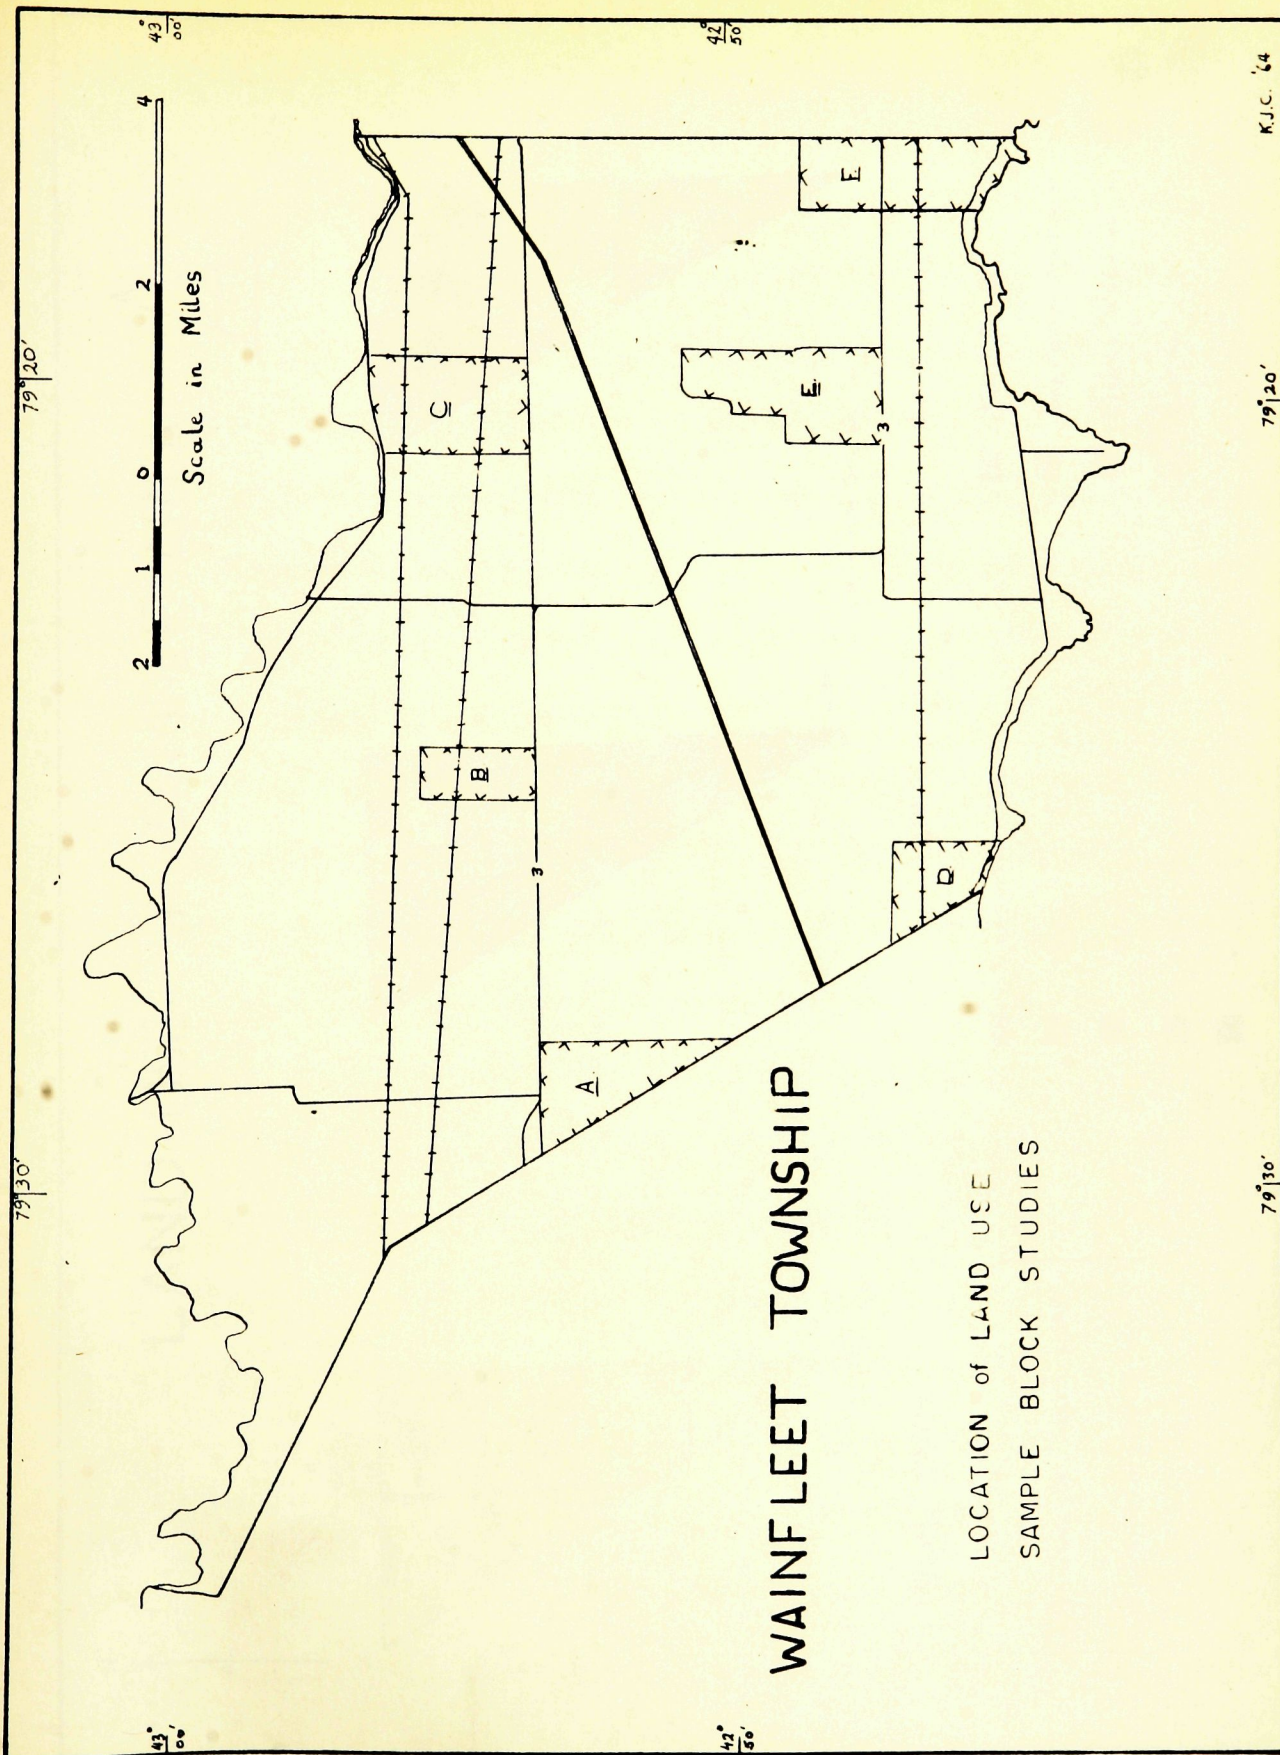 79°30'
79°20'
43° 00'
43° 00'
2 1 0 2 4
Scale in Miles
C
B
3
A
42° 50'
42° 50'
WAINFLEET TOWNSHIP
E
F
3
D
LOCATION of LAND USE
SAMPLE BLOCK STUDIES
79°30'
79°20'
K.J.C. '64